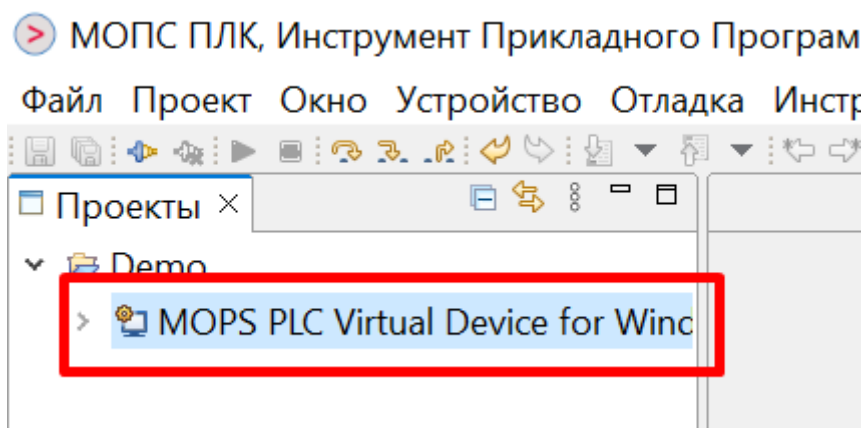 МОПС ПЛК, Инструмент Прикладного Програм
Файл Проект Окно Устройство Отладка Инстр
Проекты
Demo
MOPS PLC Virtual Device for Winc